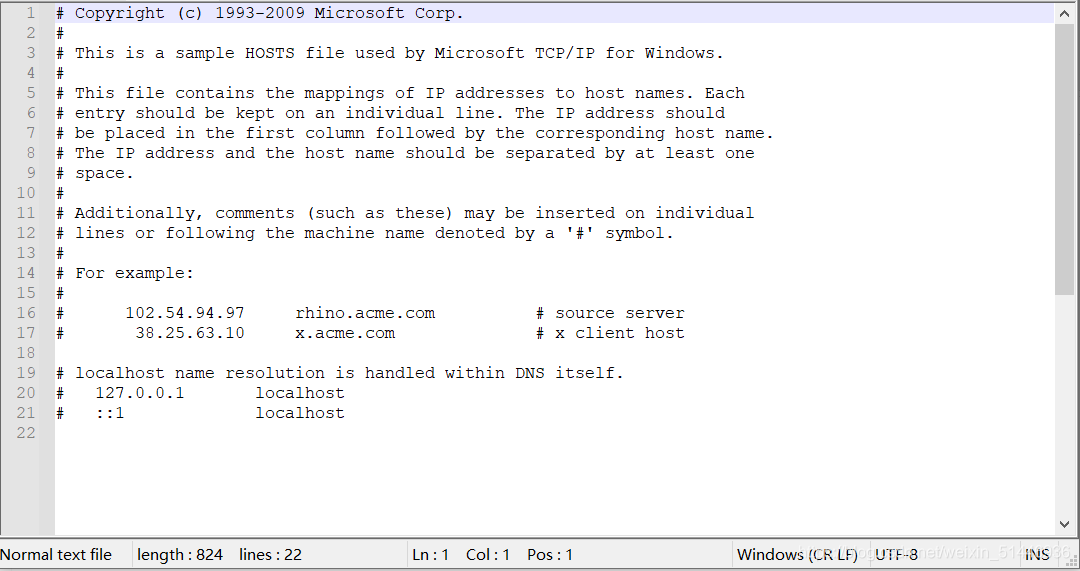 1 # Copyright (c) 1993-2009 Microsoft Corp.
2 #
3 # This is a sample HOSTS file used by Microsoft TCP/IP for Windows.
4 #
5 # This file contains the mappings of IP addresses to host names. Each
6 # entry should be kept on an individual line. The IP address should
7 # be placed in the first column followed by the corresponding host name.
8 # The IP address and the host name should be separated by at least one
9 # space.
10 #
11 # Additionally, comments (such as these) may be inserted on individual
12 # lines or following the machine name denoted by a '#' symbol.
13 #
14 # For example:
15 #
16 #      102.54.94.97     rhino.acme.com          # source server
17 #       38.25.63.10     x.acme.com              # x client host
18
19 # localhost name resolution is handled within DNS itself.
20 #   127.0.0.1       localhost
21 #   ::1             localhost
22
Normal text file length : 824 lines : 22 Ln : 1 Col : 1 Pos : 1 Windows (CR LF) UTF-8 INS